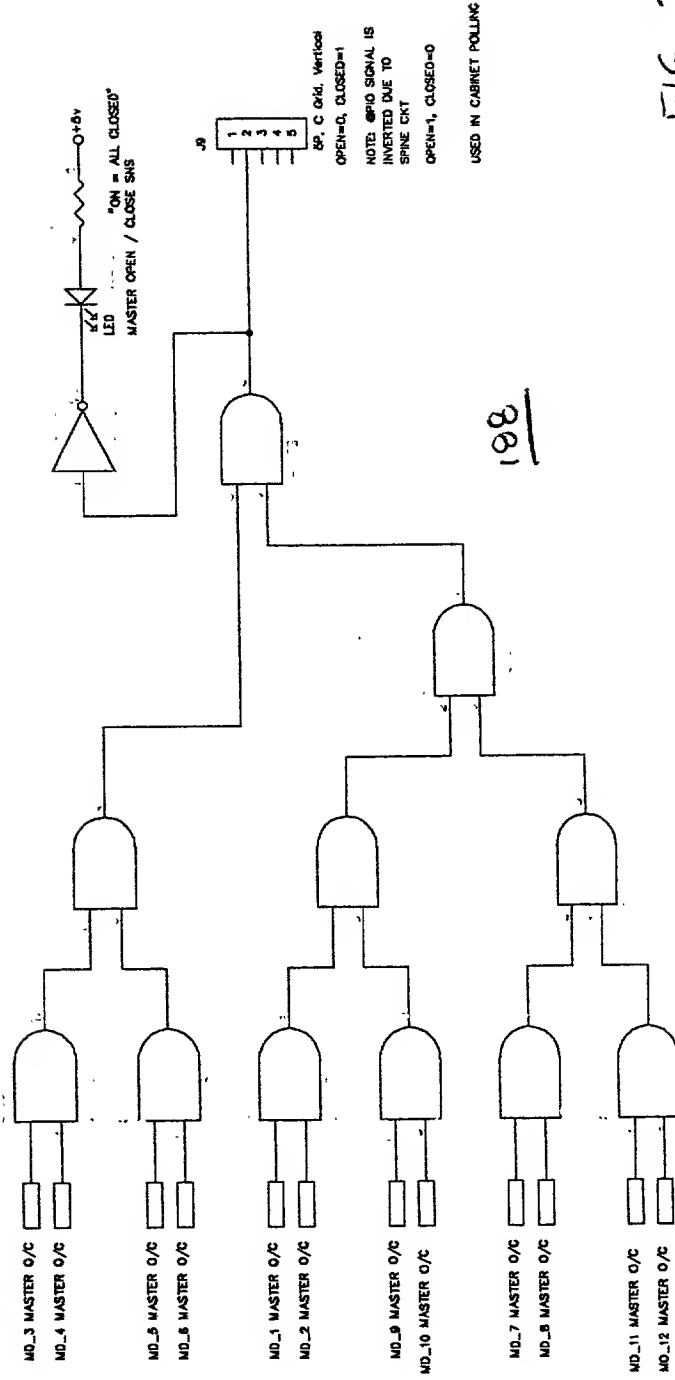 MD_3 MASTER O/C
MD_4 MASTER O/C
MD_5 MASTER O/C
MD_6 MASTER O/C
MD_1 MASTER O/C
MD_2 MASTER O/C
MD_9 MASTER O/C
MD_10 MASTER O/C
MD_7 MASTER O/C
MD_8 MASTER O/C
MD_11 MASTER O/C
MD_12 MASTER O/C
+5v
"ON = ALL CLOSED"
LED
MASTER OPEN / CLOSE SNS
J9
1
2
3
4
5
5P, C Grid, Vertical
OPEN=0, CLOSED=1
NOTE: GPIO SIGNAL IS
INVERTED DUE TO
SPINE CKT
OPEN=1, CLOSED=0
USED IN CABINET POLLING
188
FIG